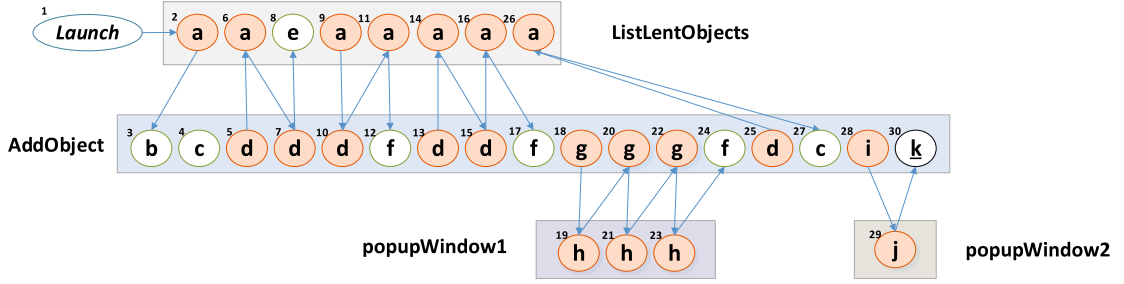 1 Launch
2 a 6 a 8 e 9 a 11 a 14 a 16 a 26 a
ListLentObjects
AddObject
3 b 4 c 5 d 7 d 10 d 12 f 13 d 15 d 17 f 18 g 20 g 22 g 24 f 25 d 27 c 28 i 30 k
popupWindow1
19 h 21 h 23 h
29 j
popupWindow2